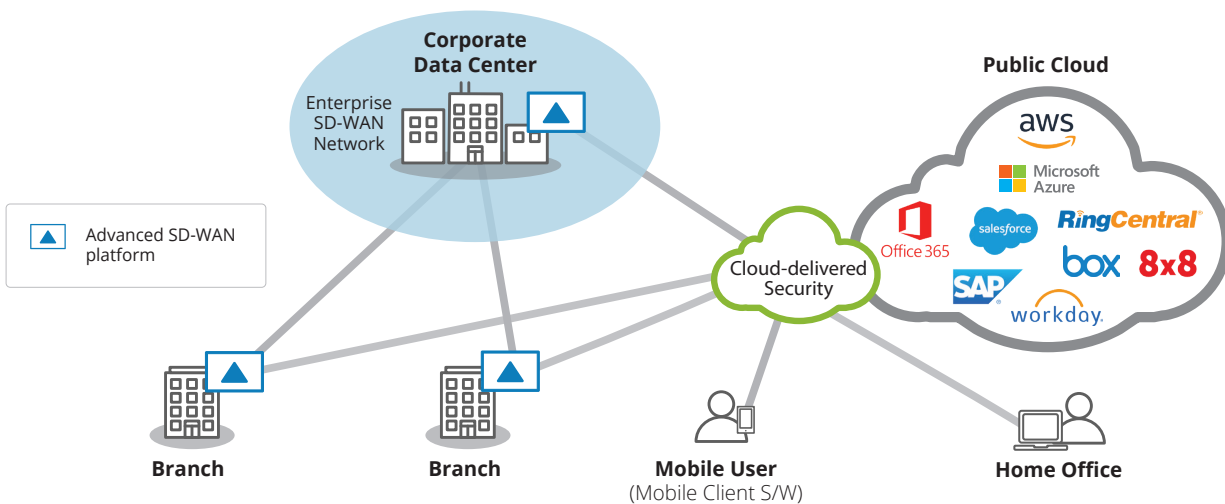 Corporate
Data Center
Enterprise
SD-WAN
Network
Public Cloud
aws
Microsoft
Azure
Office 365
salesforce
RingCentral®
box
8x8
SAP®
workday®
Advanced SD-WAN
platform
Cloud-delivered
Security
Branch
Branch
Mobile User
(Mobile Client S/W)
Home Office